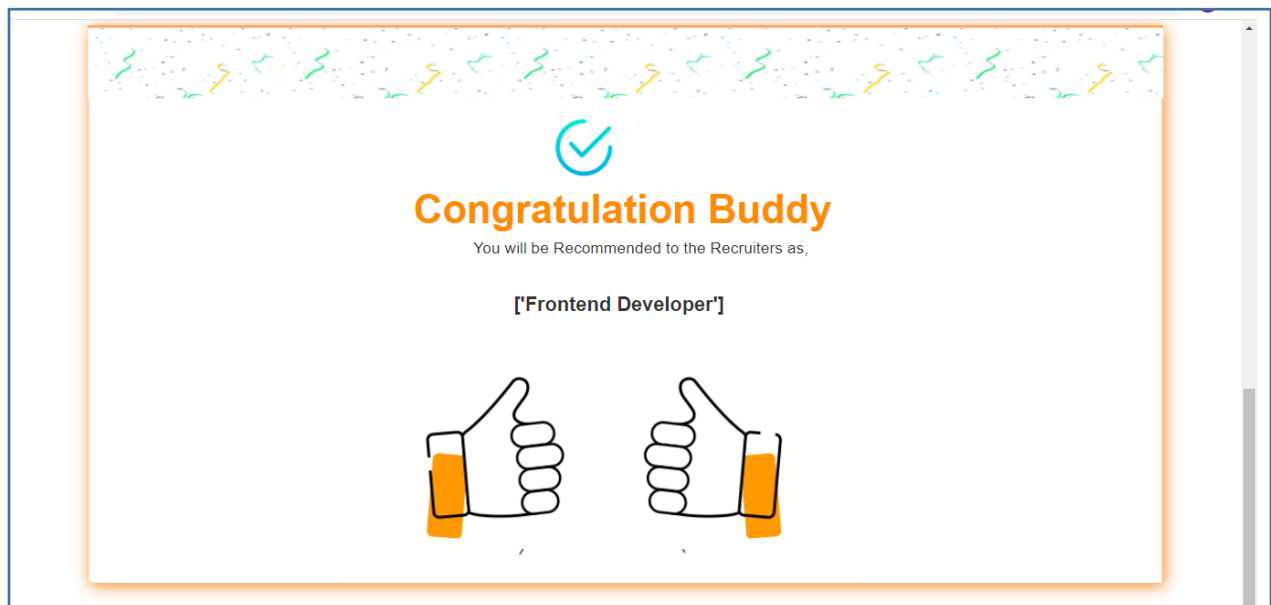 Congratulation Buddy
You will be Recommended to the Recruiters as,
['Frontend Developer']